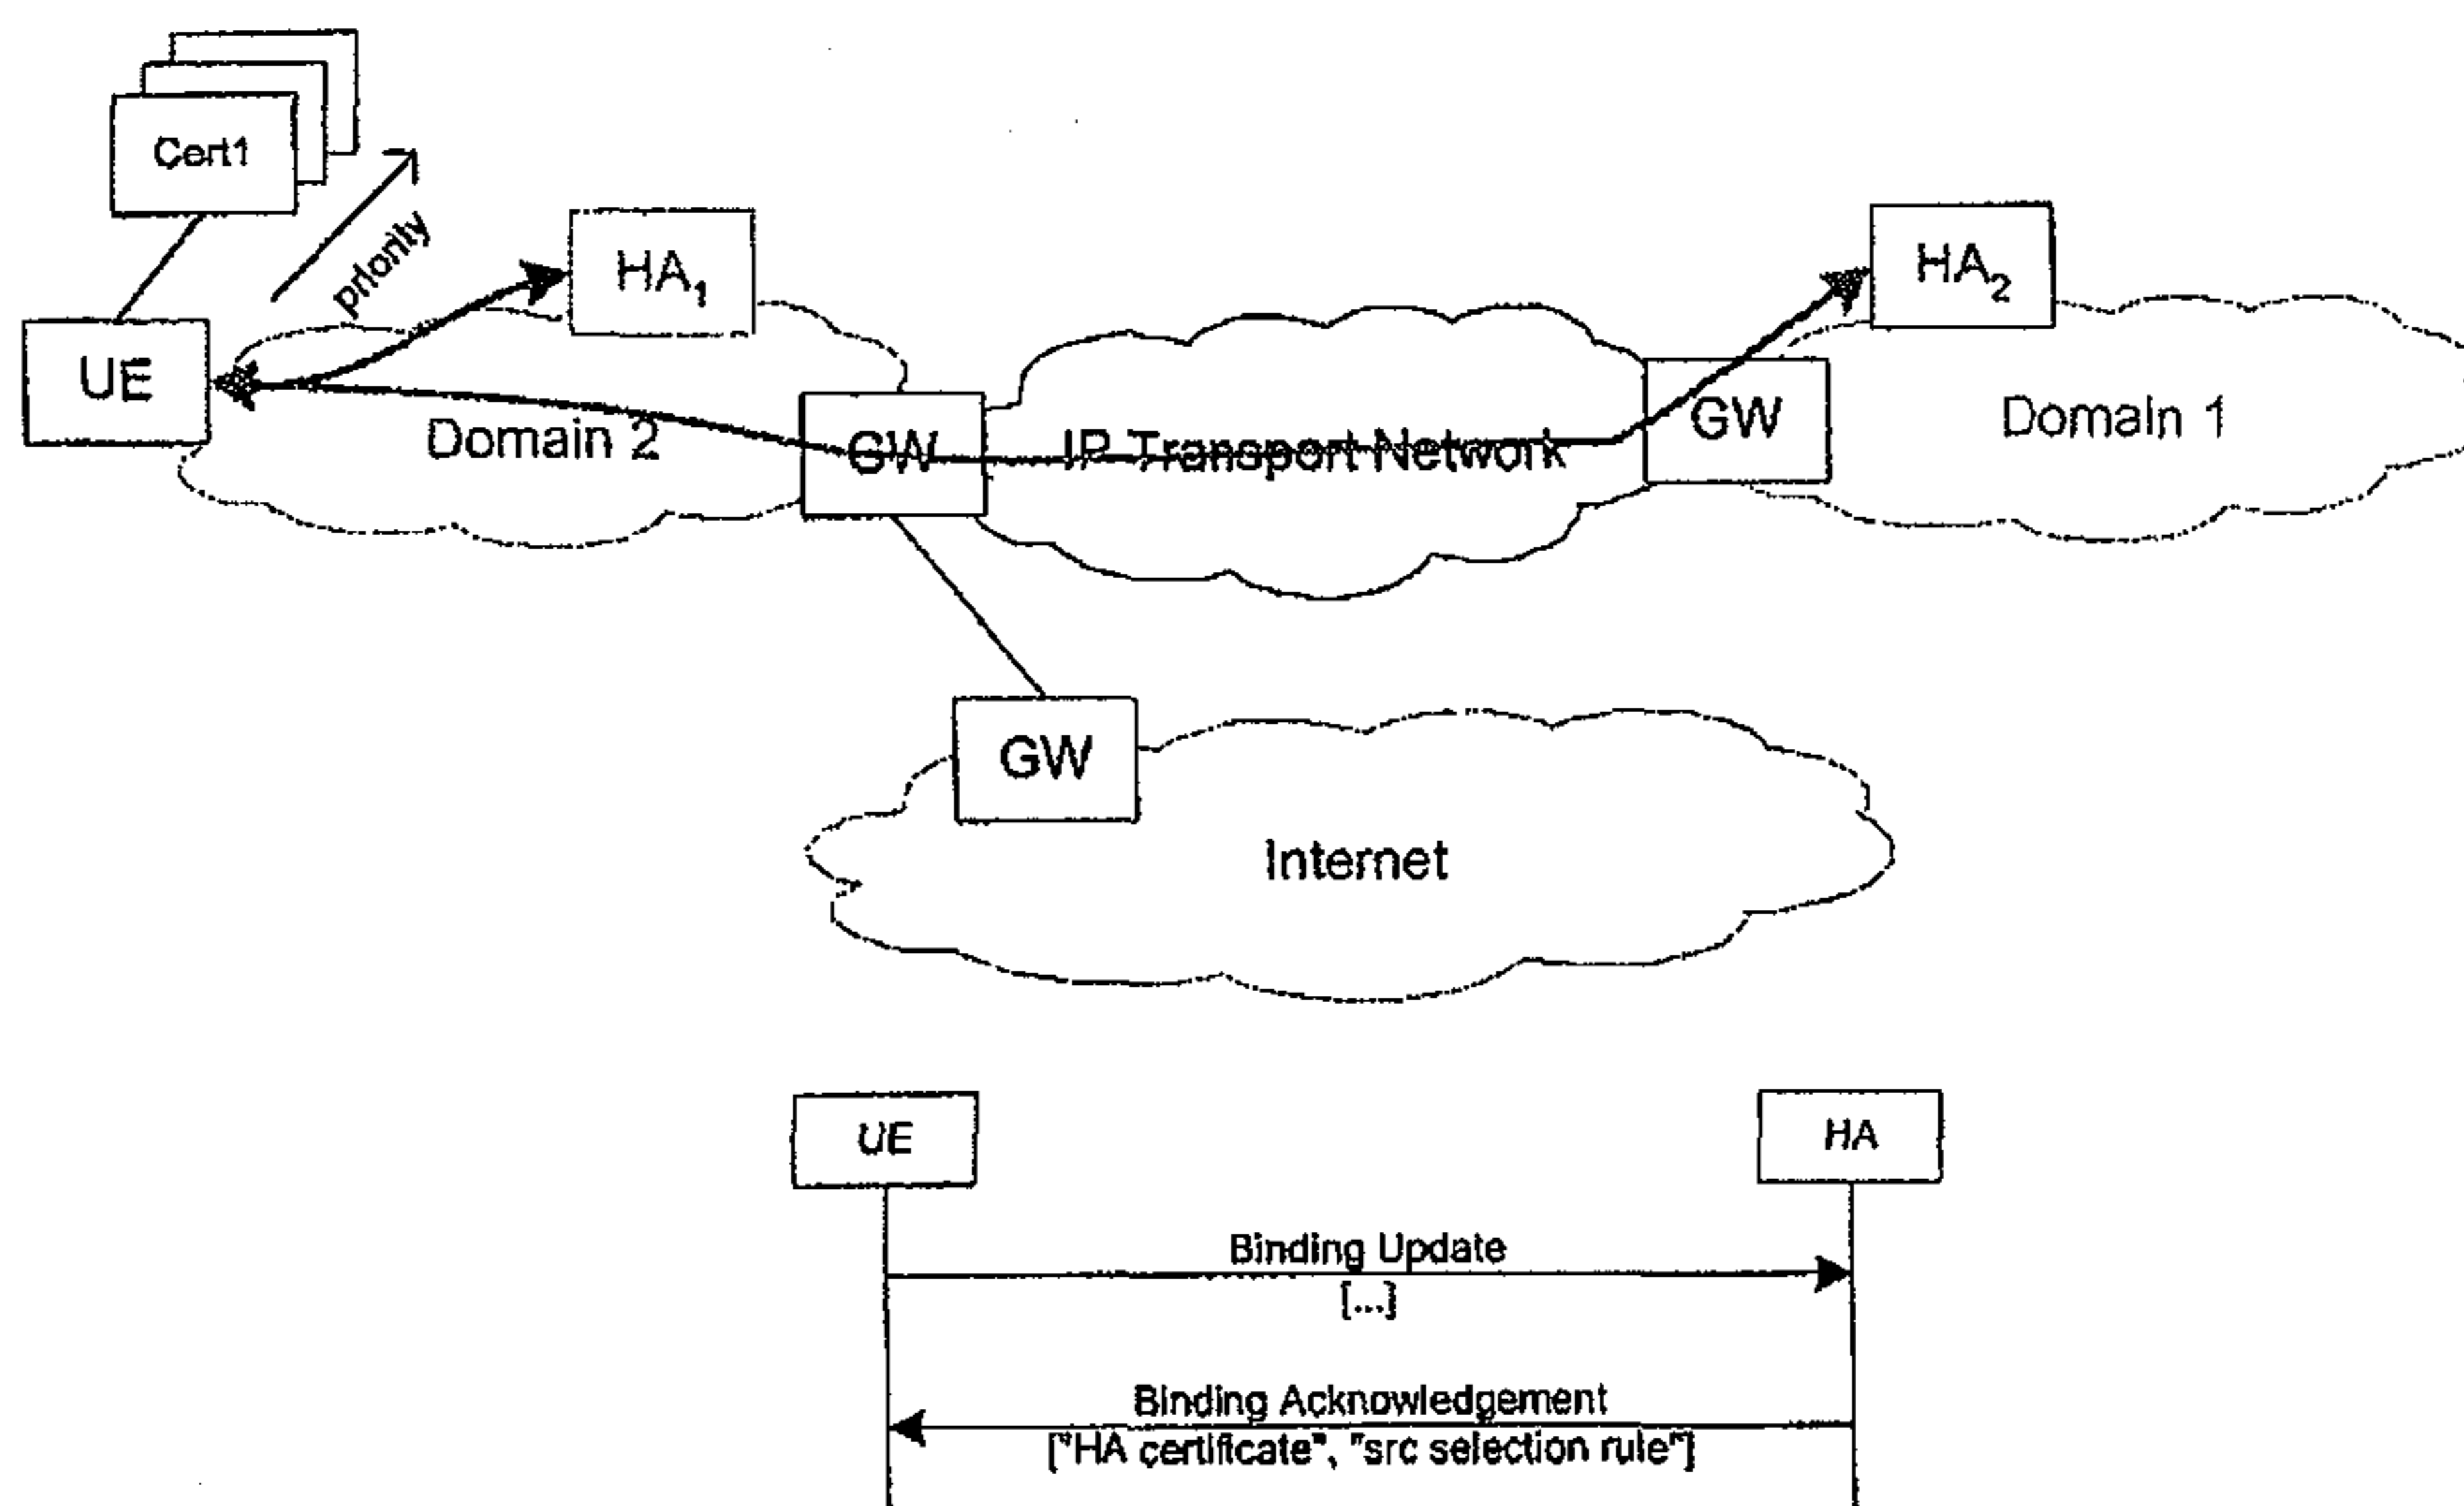 Cert1
priority
HA1
HA2
UE
Domain 2
GW
IP Transport Network
GW
Domain 1
GW
Internet
UE
HA
Binding Update
[...]
Binding Acknowledgement
["HA certificate", "src selection rule"]